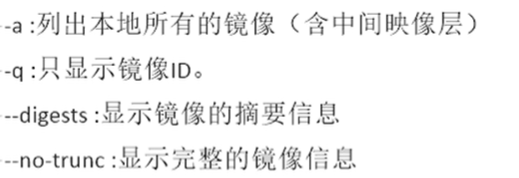 -a :列出本地所有的镜像（含中间映像层）
-q :只显示镜像ID。
--digests :显示镜像的摘要信息
--no-trunc :显示完整的镜像信息